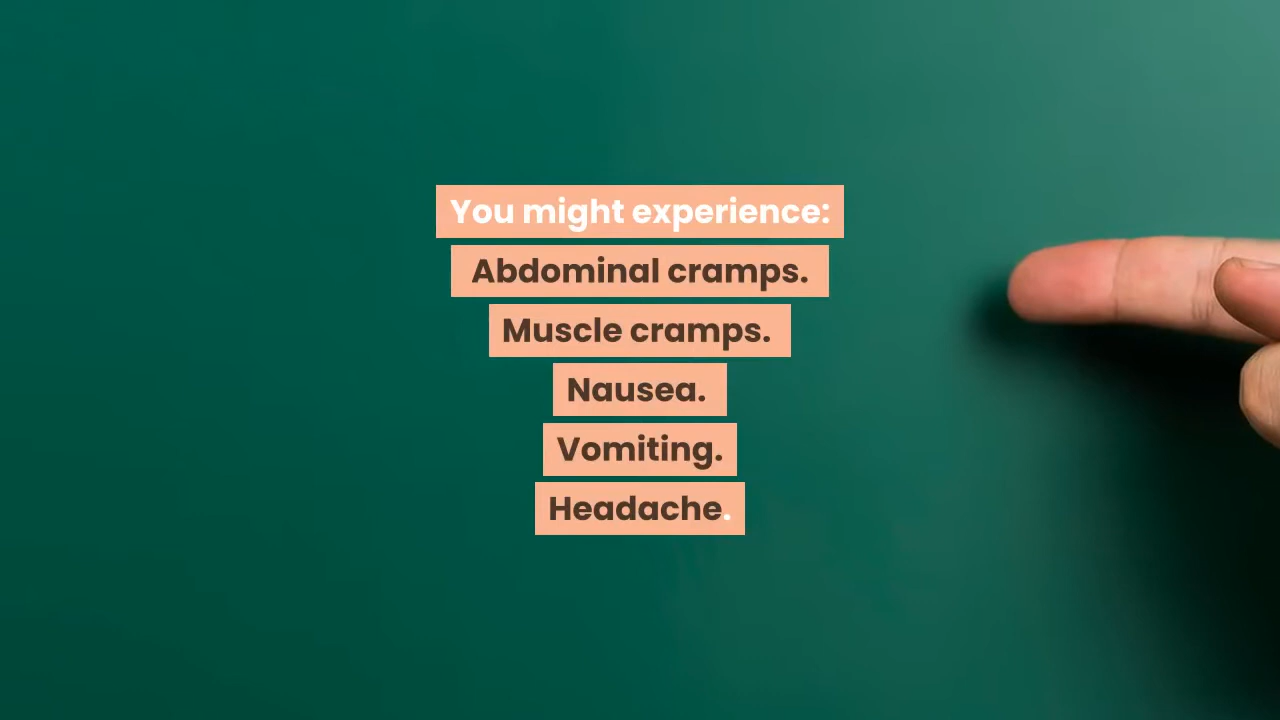 You might experience:
Abdominal cramps.
Muscle cramps.
Nausea.
Vomiting.
Headache.